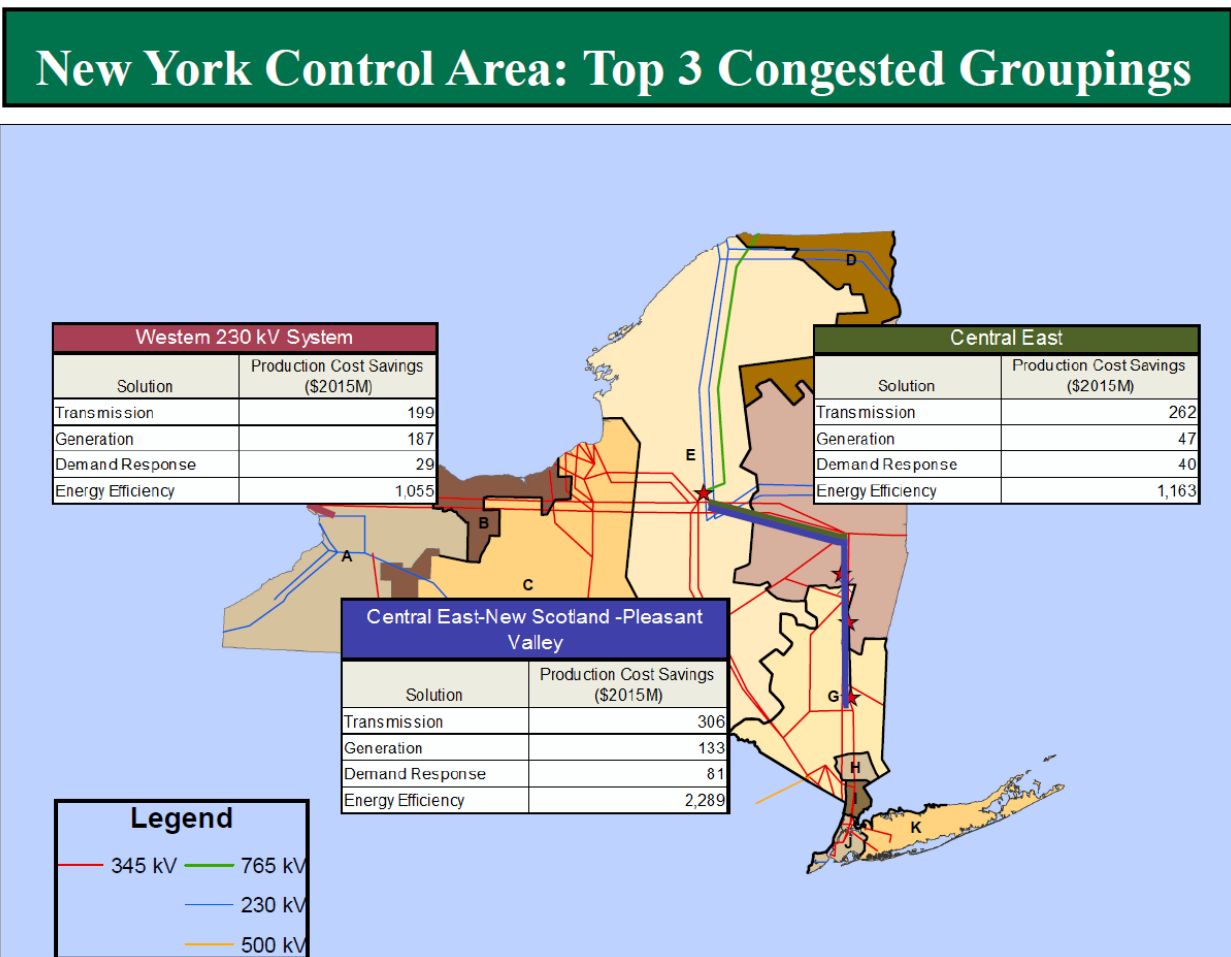 New York Control Area: Top 3 Congested Groupings
D
Western 230 kV System
Solution Production Cost Savings ($2015M)
Transmission 199
Generation 187
Demand Response 29
Energy Efficiency 1,055
Central East
Solution Production Cost Savings ($2015M)
Transmission 262
Generation 47
Demand Response 40
Energy Efficiency 1,163
E
B
A
C
Central East-New Scotland -Pleasant
Valley
Solution Production Cost Savings ($2015M)
Transmission 306
Generation 133
Demand Response 81
Energy Efficiency 2,289
G
H
I
K
J
Legend
345 kV 765 kV
230 kV
500 kV